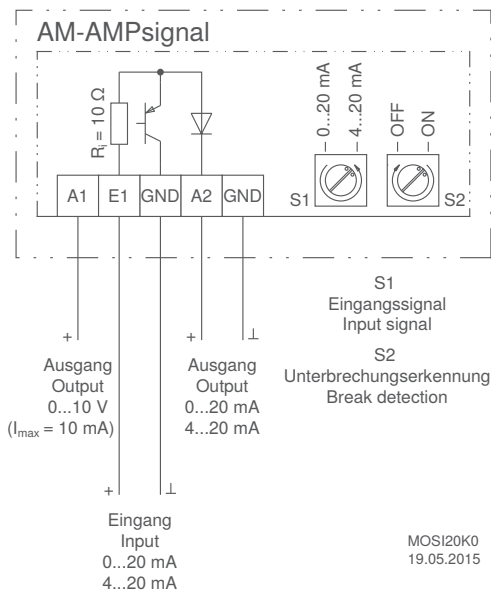 AM-AMPsignal
Ri = 10 Ω
0...20 mA
4...20 mA
OFF
ON
A1 E1 GND A2 GND
S1
S2
S1
Eingangssignal
Input signal
S2
Unterbrechungserkennung
Break detection
+
Ausgang
Output
0...10 V
(Imax = 10 mA)
+ ⊥
Ausgang
Output
0...20 mA
4...20 mA
+ ⊥
Eingang
Input
0...20 mA
4...20 mA
MOSI20K0
19.05.2015